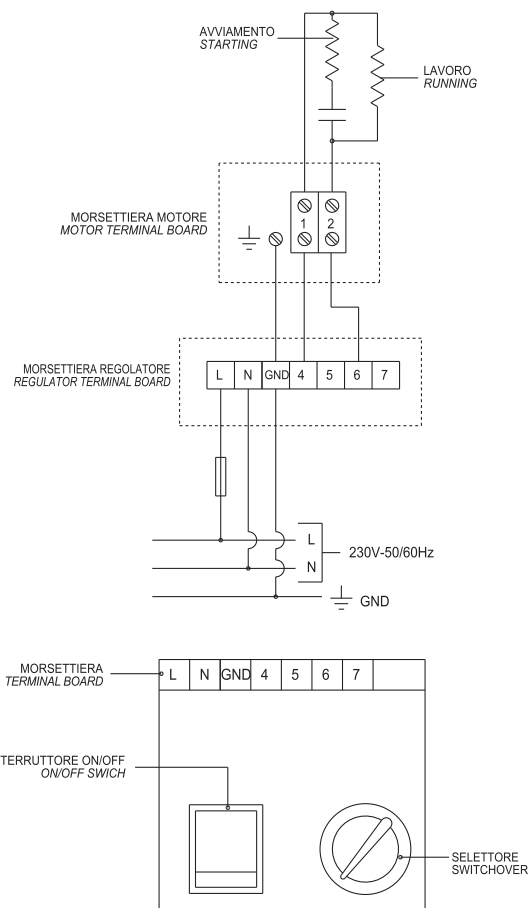 AVVIAMENTO
STARTING
LAVORO
RUNNING
MORSETTIERA MOTORE
MOTOR TERMINAL BOARD
1 2
MORSETTIERA REGOLATORE
REGULATOR TERMINAL BOARD
L N GND 4 5 6 7
L
230V-50/60Hz
N
GND
MORSETTIERA
TERMINAL BOARD
L N GND 4 5 6 7
TERRUTTORE ON/OFF
ON/OFF SWICH
SELETTORE
SWITCHOVER